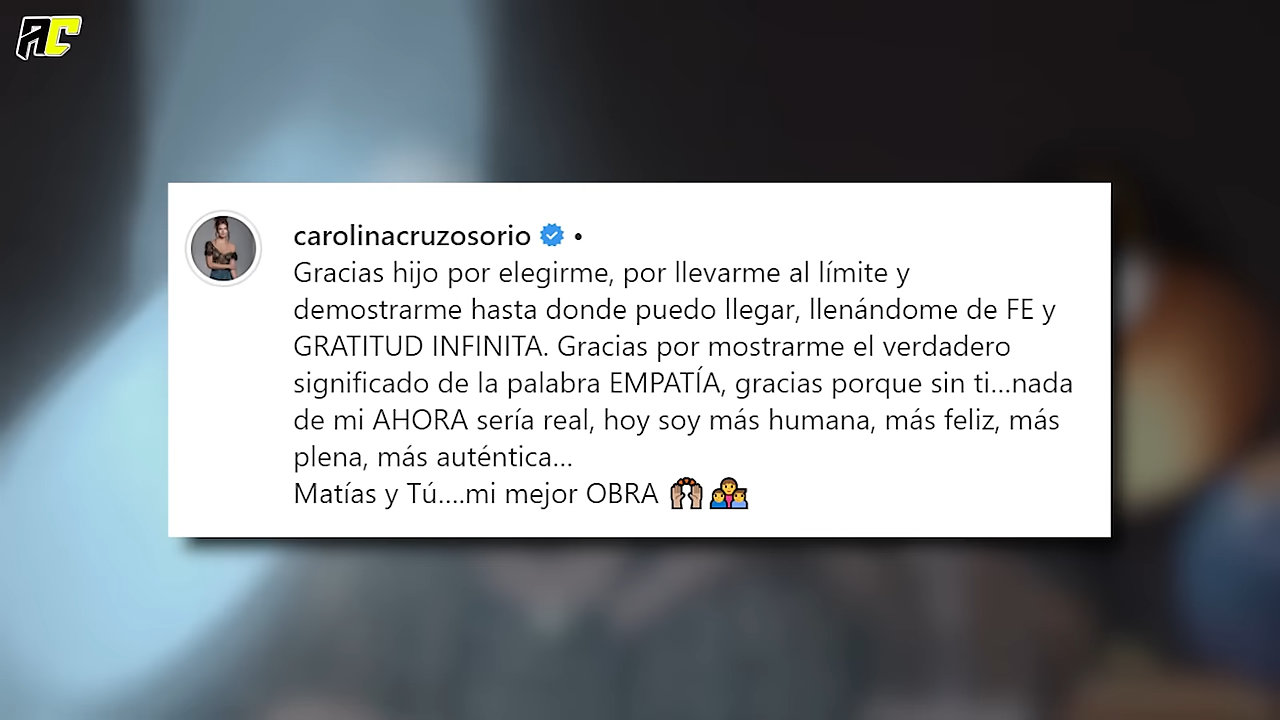 AC
carolinacruzosorio •
Gracias hijo por elegirme, por llevarme al límite y
demostrarme hasta donde puedo llegar, llenándome de FE y
GRATITUD INFINITA. Gracias por mostrarme el verdadero
significado de la palabra EMPATÍA, gracias porque sin ti...nada
de mi AHORA sería real, hoy soy más humana, más feliz, más
plena, más auténtica...
Matías y Tú....mi mejor OBRA 🙌🏼👩‍👦‍👦